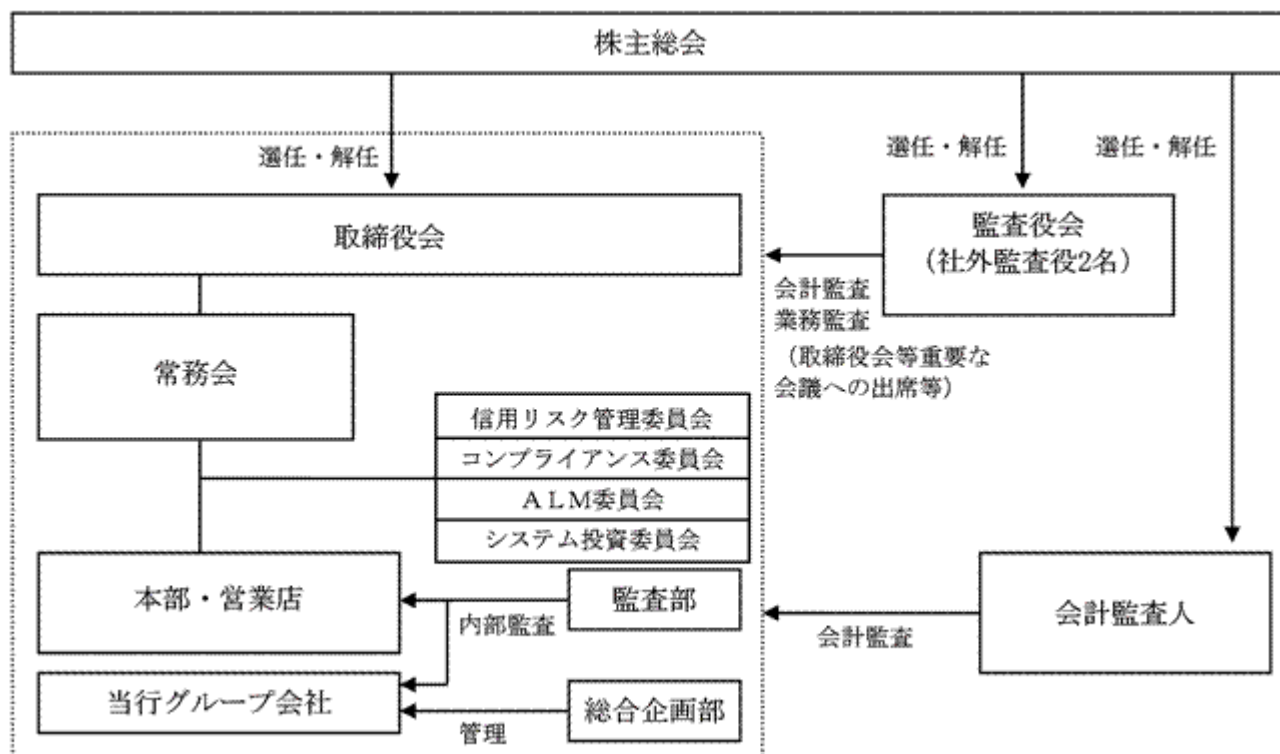 株主総会
選任・解任
選任・解任
選任・解任
取締役会
監査役会
（社外監査役2名）
会計監査
業務監査
（取締役会等重要な
会議への出席等）
常務会
信用リスク管理委員会
コンプライアンス委員会
ＡＬＭ委員会
システム投資委員会
本部・営業店
監査部
内部監査
会計監査人
会計監査
当行グループ会社
総合企画部
管理